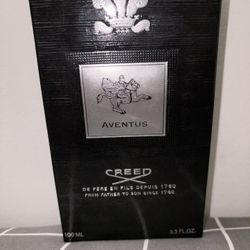 AVENTUS
CREED
DE PÈRE EN FILS DEPUIS 1760
FROM FATHER TO SON SINCE 1760
100 ML 3.3 FL.OZ.